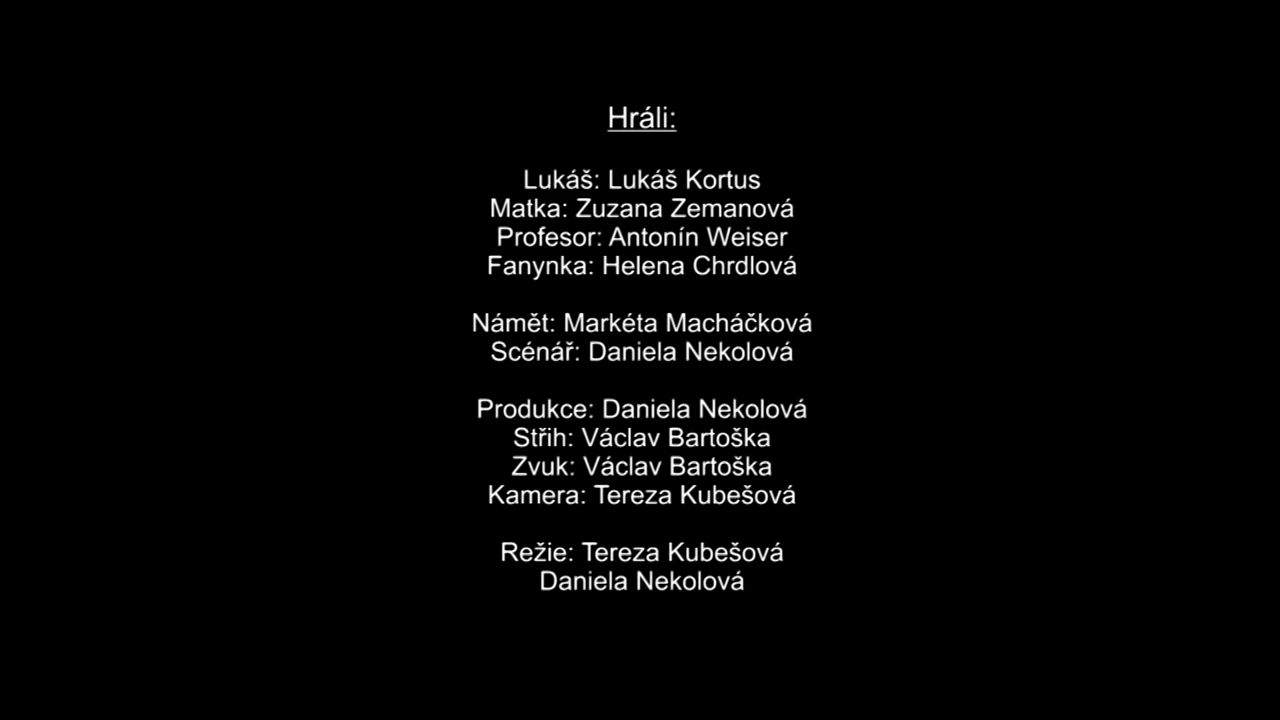 Hráli:
Lukáš: Lukáš Kortus
Matka: Zuzana Zemanová
Profesor: Antonín Weiser
Fanynka: Helena Chrdlová
Námět: Markéta Macháčková
Scénář: Daniela Nekolová
Produkce: Daniela Nekolová
Střih: Václav Bartoška
Zvuk: Václav Bartoška
Kamera: Tereza Kubešová
Režie: Tereza Kubešová
Daniela Nekolová